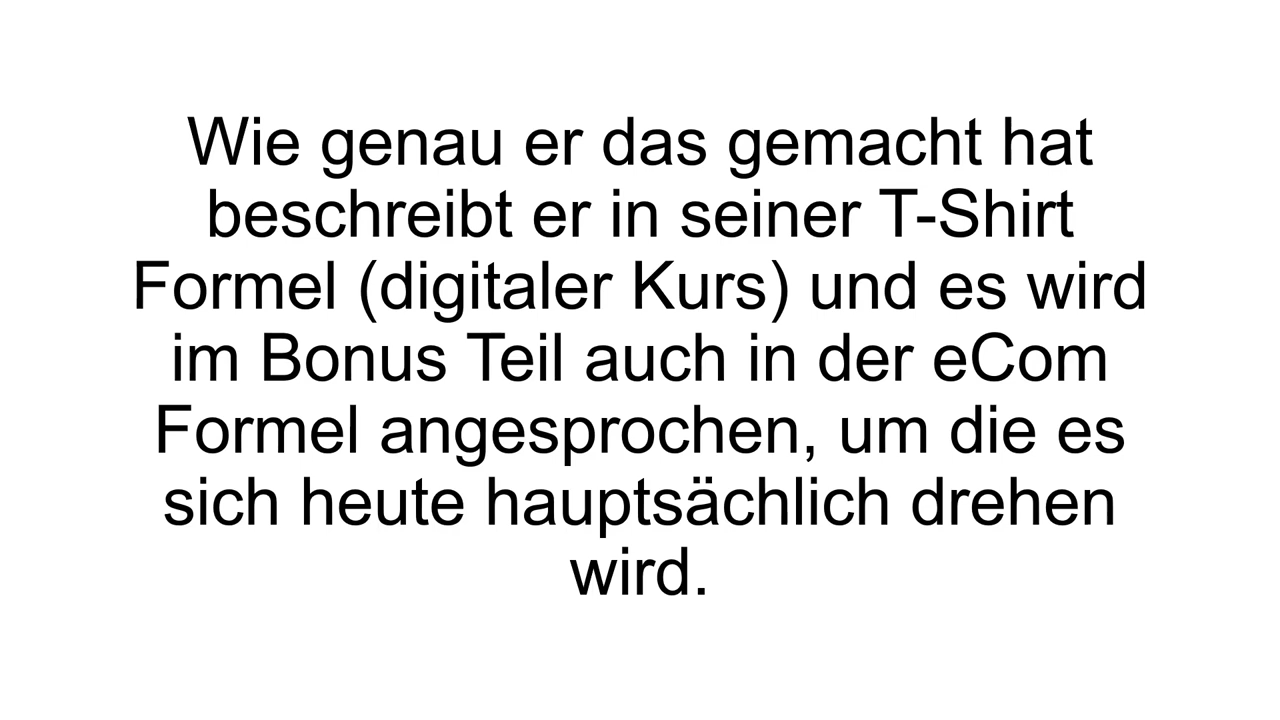 Wie genau er das gemacht hat
beschreibt er in seiner T-Shirt
Formel (digitaler Kurs) und es wird
im Bonus Teil auch in der eCom
Formel angesprochen, um die es
sich heute hauptsächlich drehen
wird.